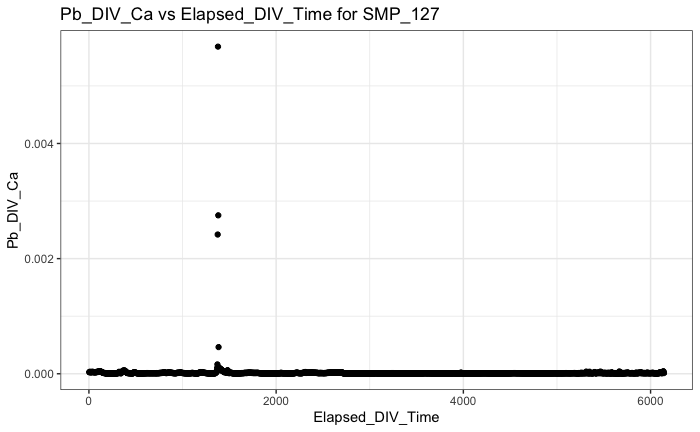 Pb_DIV_Ca vs Elapsed_DIV_Time for SMP_127
Pb_DIV_Ca
0.004
0.002
0.000
0 2000 4000 6000
Elapsed_DIV_Time